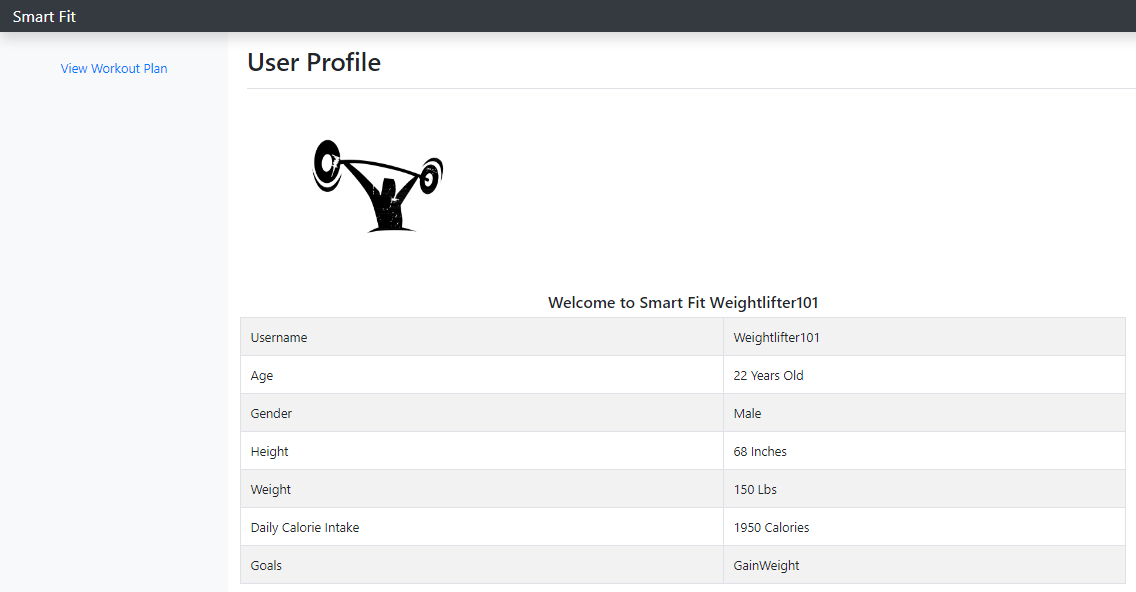 Smart Fit
View Workout Plan
User Profile
Welcome to Smart Fit Weightlifter101
Username Weightlifter101
Age 22 Years Old
Gender Male
Height 68 Inches
Weight 150 Lbs
Daily Calorie Intake 1950 Calories
Goals GainWeight